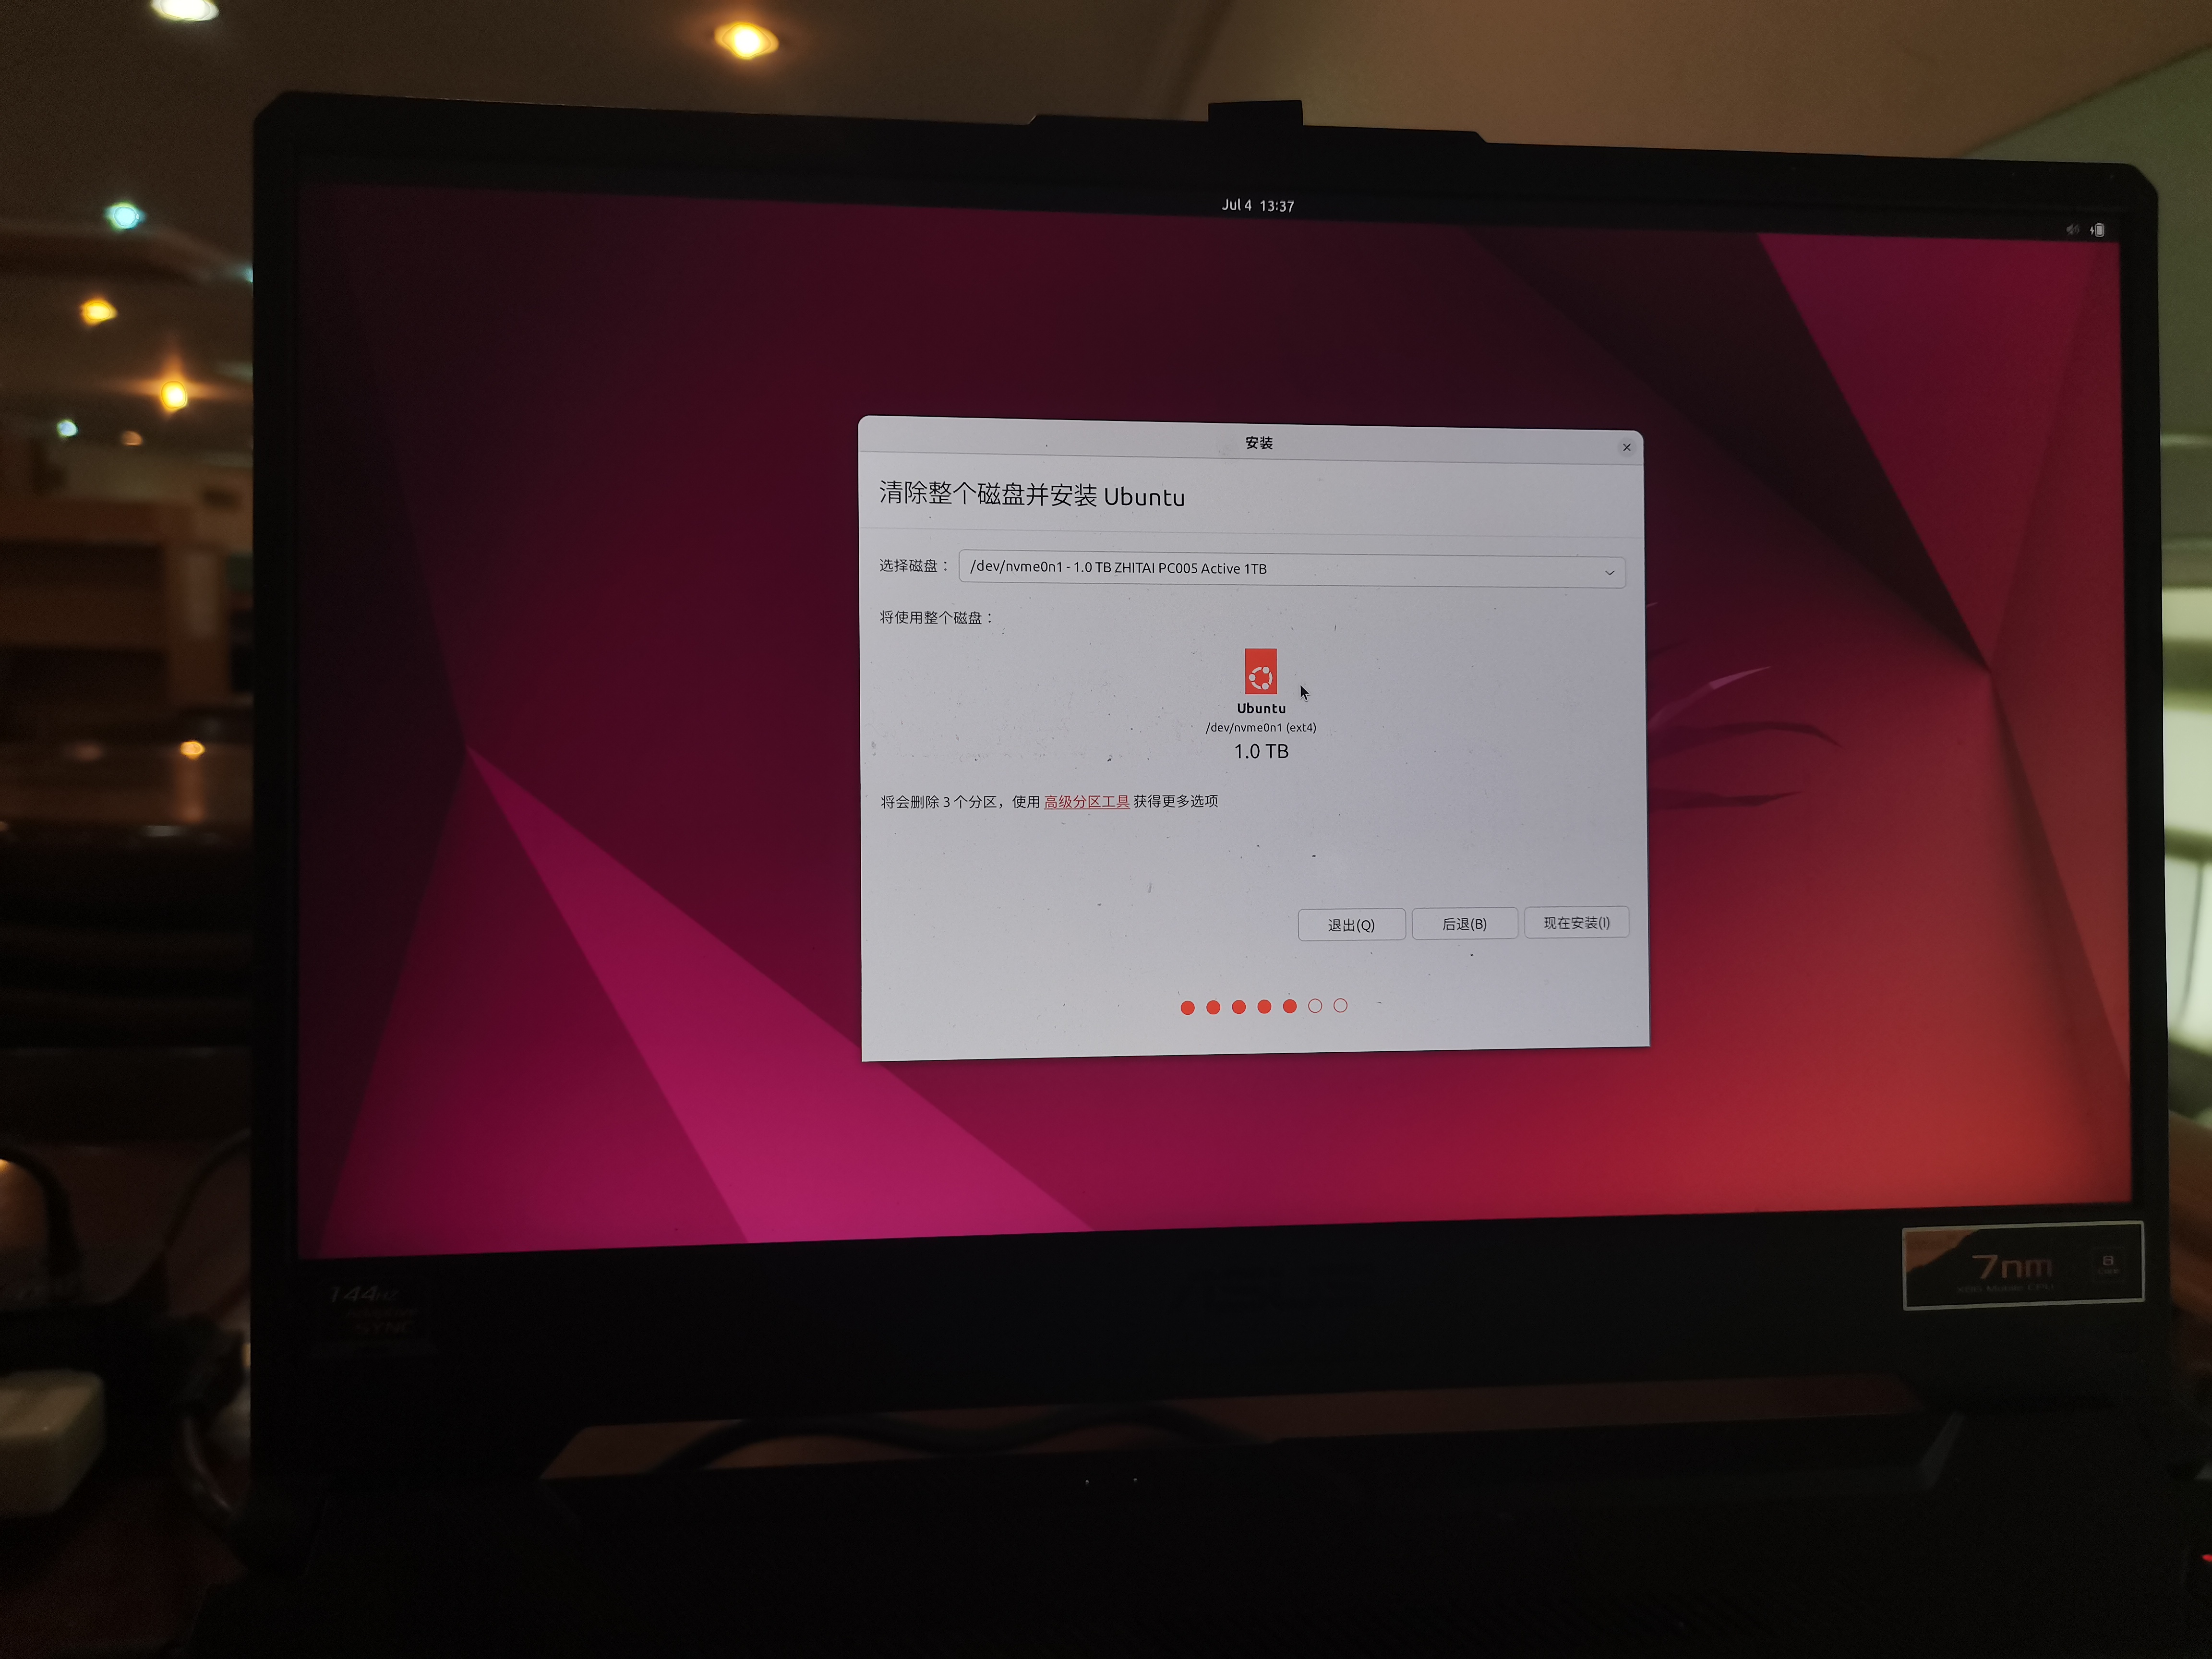 Jul 4 13:37
安装
清除整个磁盘并安装 Ubuntu
选择磁盘：
/dev/nvme0n1 - 1.0 TB ZHITAI PC005 Active 1TB
将使用整个磁盘：
Ubuntu
/dev/nvme0n1 (ext4)
1.0 TB
将会删除 3 个分区，使用 高级分区工具 获得更多选项
退出(Q)
后退(B)
现在安装(I)
144Hz
SYNC
7nm